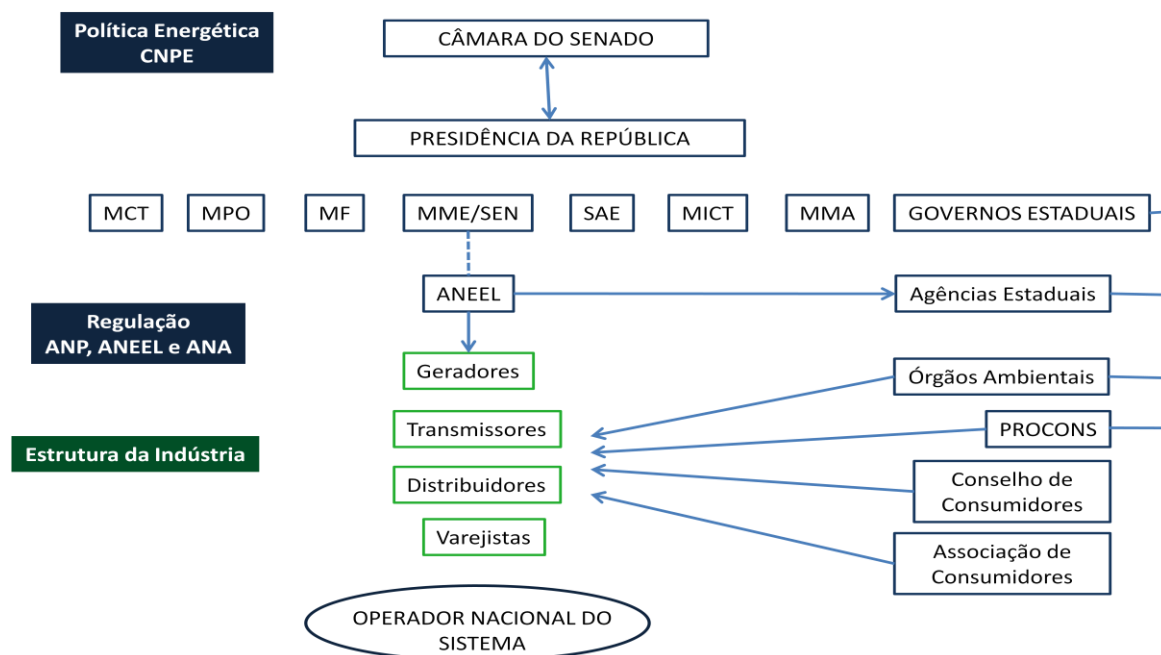 Política Energética
CNPE
CÂMARA DO SENADO
PRESIDÊNCIA DA REPÚBLICA
MCT
MPO
MF
MME/SEN
SAE
MICT
MMA
GOVERNOS ESTADUAIS
ANEEL
Agências Estaduais
Regulação
ANP, ANEEL e ANA
Geradores
Órgãos Ambientais
Transmissores
PROCONS
Estrutura da Indústria
Distribuidores
Conselho de
Consumidores
Varejistas
Associação de
Consumidores
OPERADOR NACIONAL DO
SISTEMA